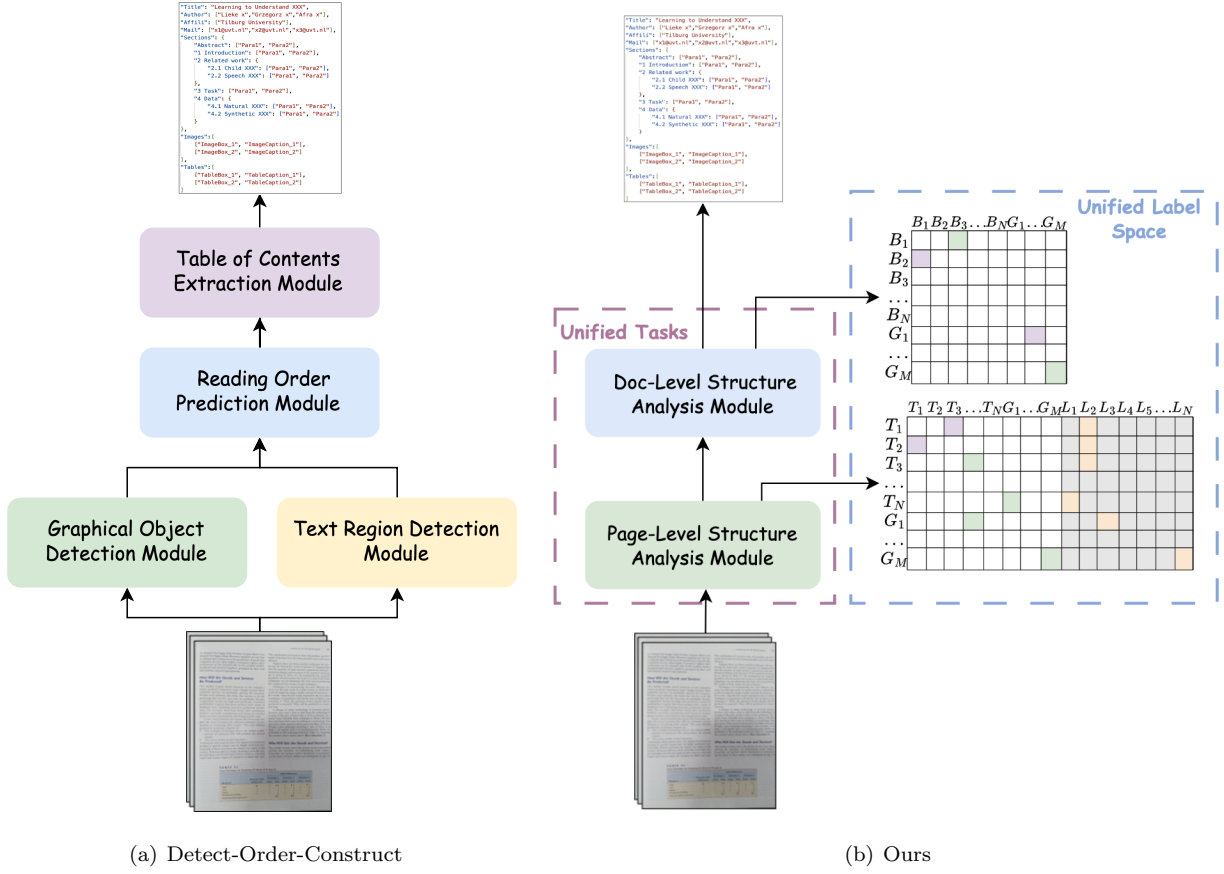 "Title": "Learning to Understand XXX",
"Author": ["Lieke x","Grzegorz x","Afra x"],
"Affili": ["Tilburg University"],
"Mail": ["x1@uvt.nl","x2@uvt.nl","x3@uvt.nl"],
"Sections": {
"Abstract": ["Para1", "Para2"],
"1 Introduction": ["Para1", "Para2"],
"2 Related work": {
"2.1 Child XXX": ["Para1", "Para2"],
"2.2 Speech XXX": ["Para1", "Para2"]
},
"3 Task": ["Para1", "Para2"],
"4 Data": {
"4.1 Natural XXX": ["Para1", "Para2"],
"4.2 Synthetic XXX": ["Para1", "Para2"]
}
},
"Images":[
["ImageBox_1", "ImageCaption_1"],
["ImageBox_2", "ImageCaption_2"]
],
"Tables":[
["TableBox_1", "TableCaption_1"],
["TableBox_2", "TableCaption_2"]
]
Table of Contents
Extraction Module
Reading Order
Prediction Module
Graphical Object
Detection Module
Text Region Detection
Module
How Will the Goods and Services
Be Produced?
(a) Detect-Order-Construct
"Title": "Learning to Understand XXX",
"Author": ["Lieke x","Grzegorz x","Afra x"],
"Affili": ["Tilburg University"],
"Mail": ["x1@uvt.nl","x2@uvt.nl","x3@uvt.nl"],
"Sections": {
"Abstract": ["Para1", "Para2"],
"1 Introduction": ["Para1", "Para2"],
"2 Related work": {
"2.1 Child XXX": ["Para1", "Para2"],
"2.2 Speech XXX": ["Para1", "Para2"]
},
"3 Task": ["Para1", "Para2"],
"4 Data": {
"4.1 Natural XXX": ["Para1", "Para2"],
"4.2 Synthetic XXX": ["Para1", "Para2"]
}
},
"Images":[
["ImageBox_1", "ImageCaption_1"],
["ImageBox_2", "ImageCaption_2"]
],
"Tables":[
["TableBox_1", "TableCaption_1"],
["TableBox_2", "TableCaption_2"]
]
Unified Tasks
Doc-Level Structure
Analysis Module
Page-Level Structure
Analysis Module
Unified Label
Space
B1 B2 B3 ... BN G1 ... GM
B1
B2
B3
...
BN
G1
...
GM
T1 T2 T3 ... TN G1 ... GM L1 L2 L3 L4 L5 ... LN
T1
T2
T3
...
TN
G1
...
GM
(b) Ours